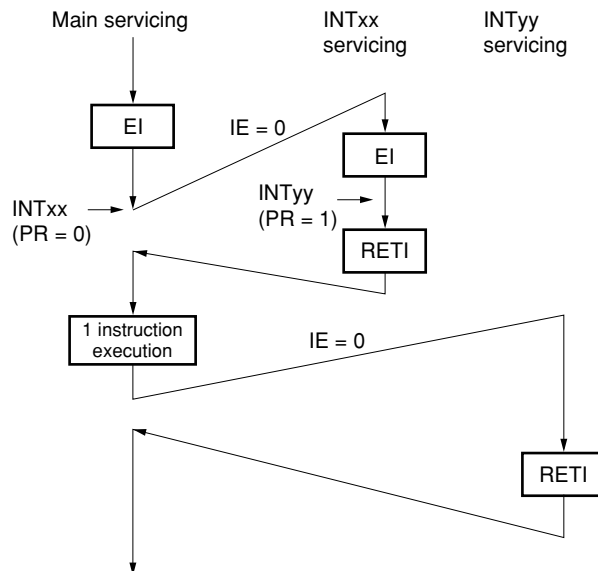 Main servicing
INTxx
servicing
INTyy
servicing
EI
IE = 0
EI
INTxx
(PR = 0)
INTyy
(PR = 1)
RETI
1 instruction
execution
IE = 0
RETI